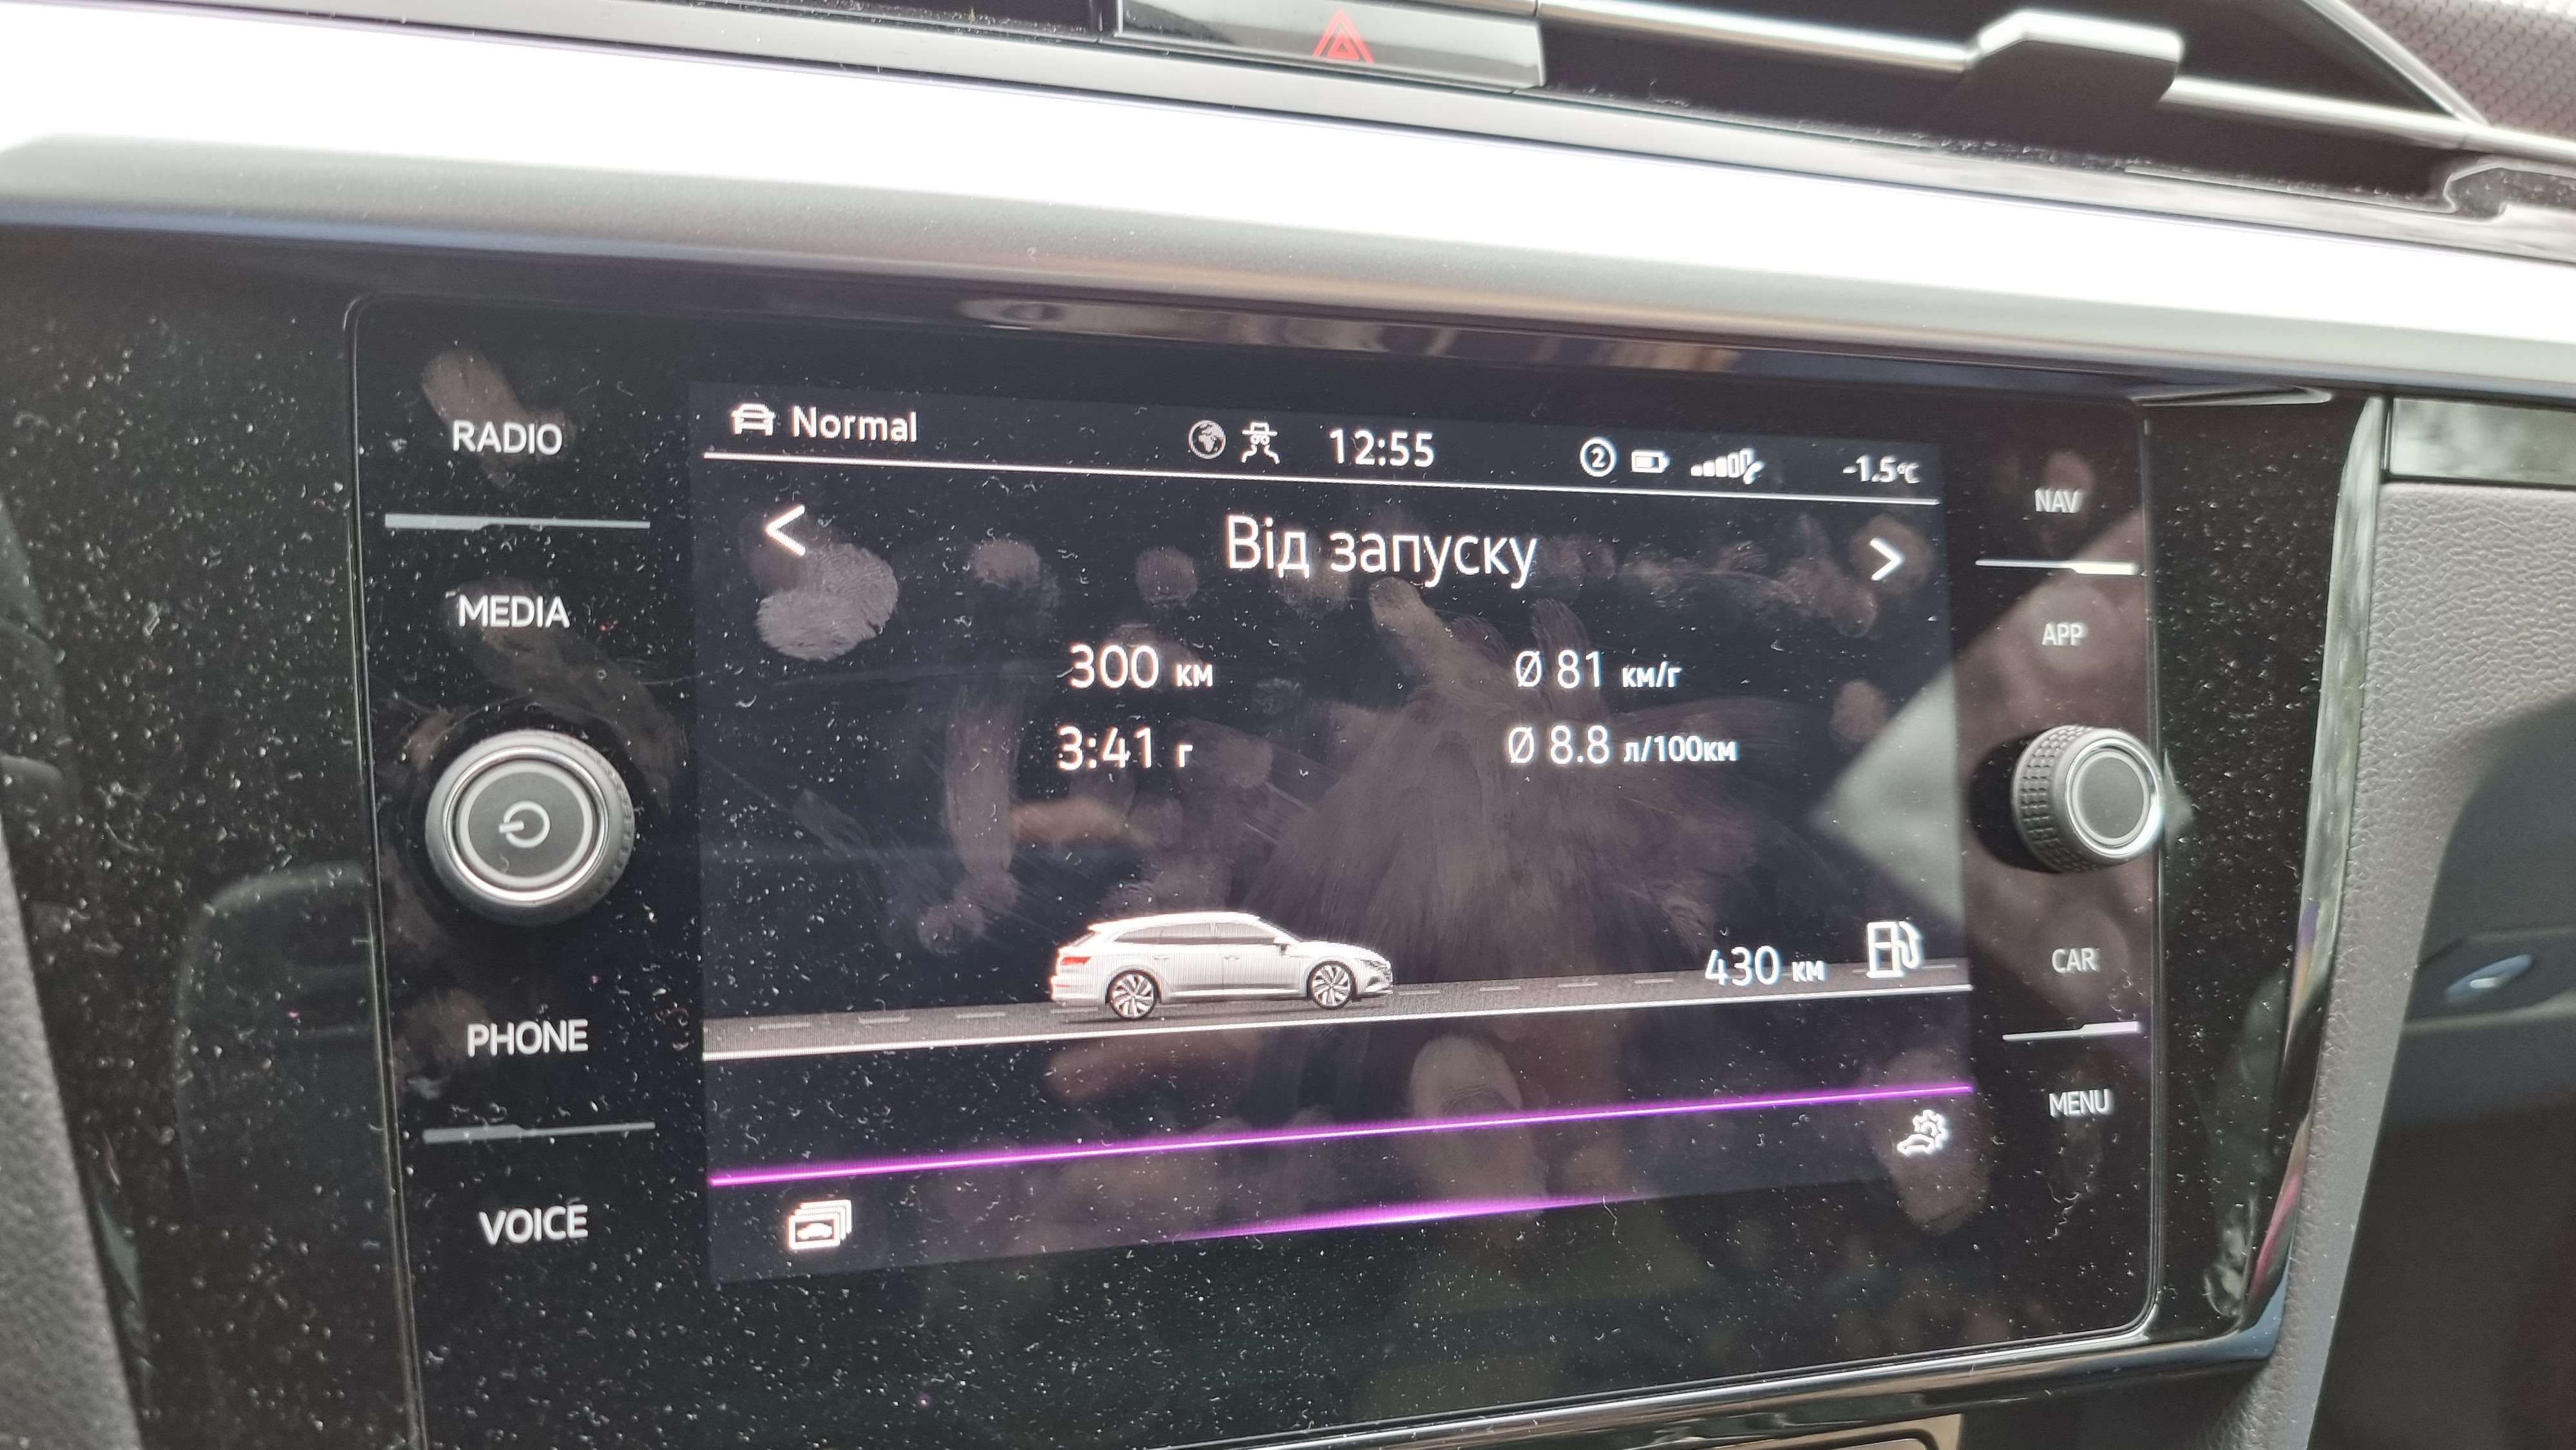 RADIO
MEDIA
PHONE
VOICE
Normal
12:55
2
-1.5°C
Від запуску
300 км
Ø 81 км/г
3:41 г
Ø 8.8 л/100км
430 км
NAV
APP
CAR
MENU